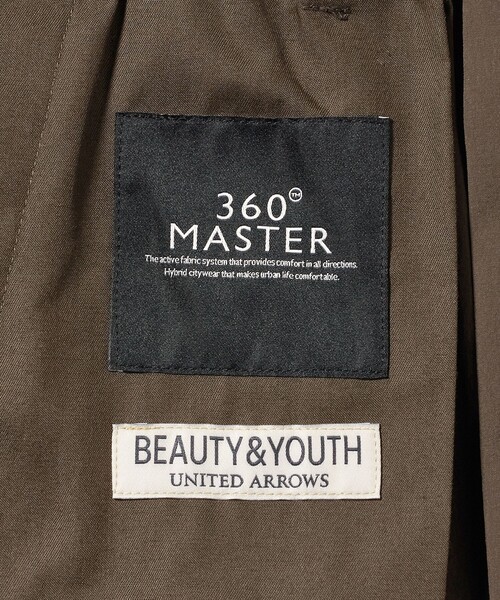 360™
MASTER
The active fabric system that provides comfort in all directions.
Hybrid citywear that makes urban life comfortable.
BEAUTY&YOUTH
UNITED ARROWS